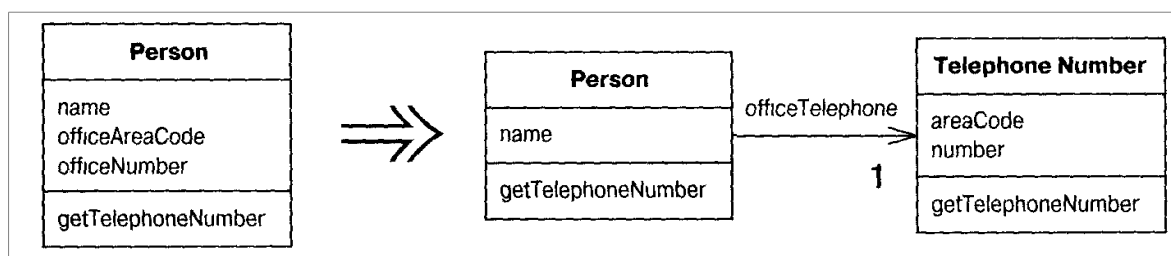 Person
name
officeAreaCode
officeNumber
getTelephoneNumber
Person
name
getTelephoneNumber
officeTelephone
1
Telephone Number
areaCode
number
getTelephoneNumber